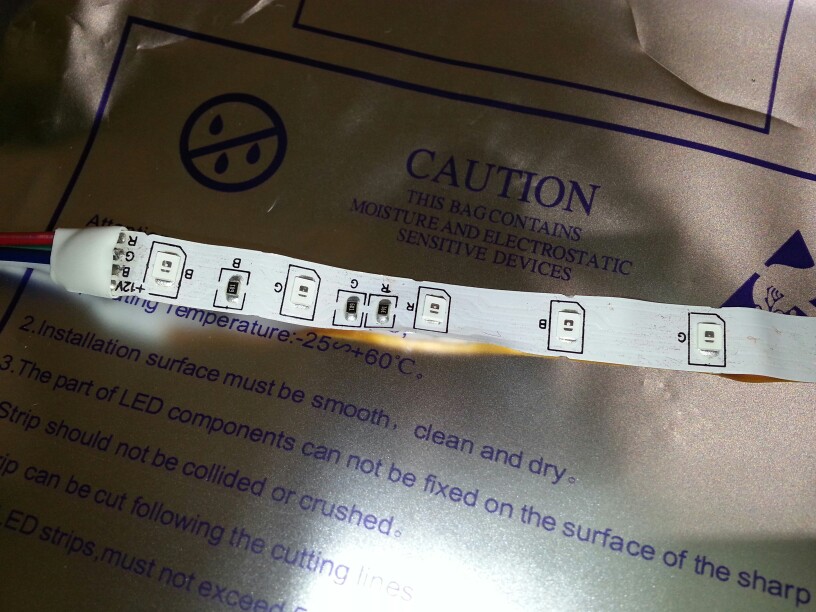 CAUTION
THIS BAG CONTAINS
MOISTURE AND ELECTROSTATIC
SENSITIVE DEVICES
R
G
B
+12V
B
B
G
G
R
R
B
G
Temperature:-25∽+60℃。
2.Installation surface must be smooth，clean and dry。
3.The part of LED components can not be fixed on the surface of the sharp
Strip should not be collided or crushed。
can be cut following the cutting lines
LED strips,must not exceed